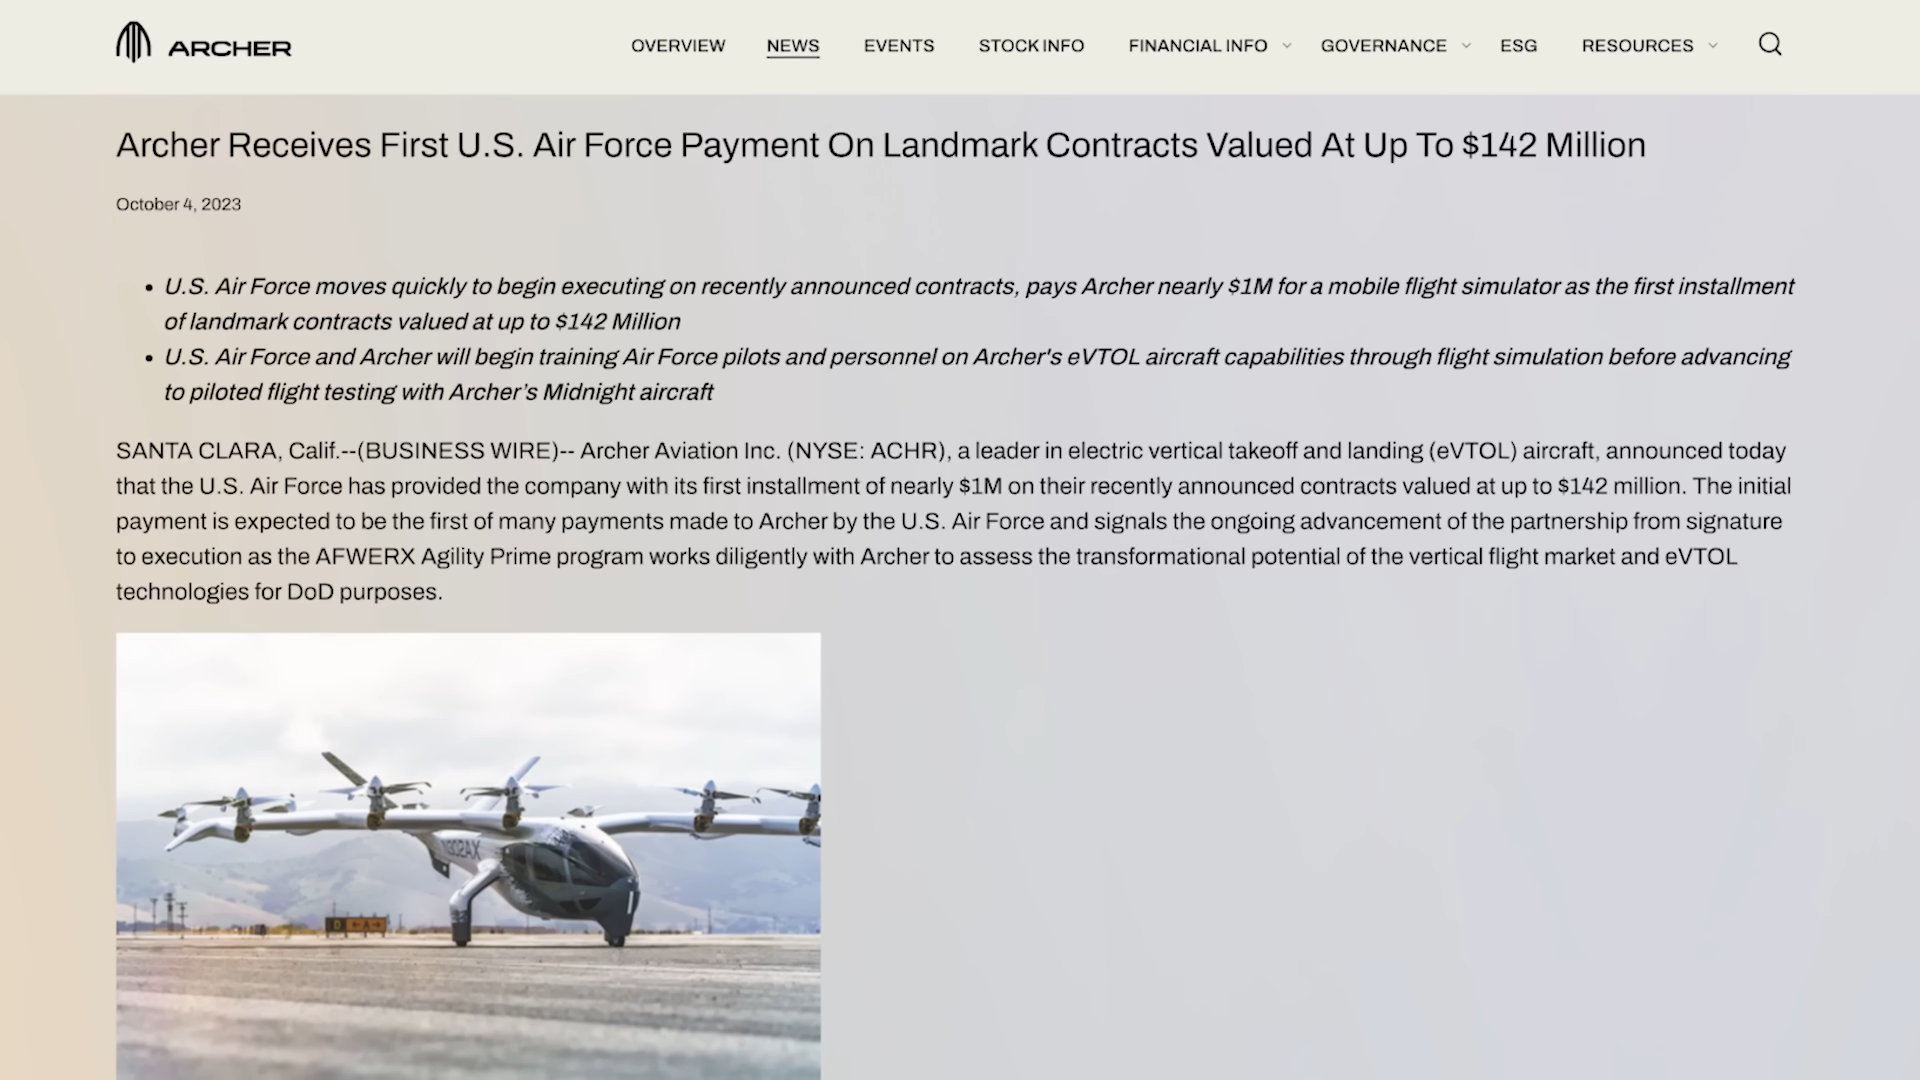 ARCHER
OVERVIEW NEWS EVENTS STOCK INFO FINANCIAL INFO GOVERNANCE ESG RESOURCES
Archer Receives First U.S. Air Force Payment On Landmark Contracts Valued At Up To $142 Million
October 4, 2023
• U.S. Air Force moves quickly to begin executing on recently announced contracts, pays Archer nearly $1M for a mobile flight simulator as the first installment
of landmark contracts valued at up to $142 Million
• U.S. Air Force and Archer will begin training Air Force pilots and personnel on Archer's eVTOL aircraft capabilities through flight simulation before advancing
to piloted flight testing with Archer’s Midnight aircraft
SANTA CLARA, Calif.--(BUSINESS WIRE)-- Archer Aviation Inc. (NYSE: ACHR), a leader in electric vertical takeoff and landing (eVTOL) aircraft, announced today
that the U.S. Air Force has provided the company with its first installment of nearly $1M on their recently announced contracts valued at up to $142 million. The initial
payment is expected to be the first of many payments made to Archer by the U.S. Air Force and signals the ongoing advancement of the partnership from signature
to execution as the AFWERX Agility Prime program works diligently with Archer to assess the transformational potential of the vertical flight market and eVTOL
technologies for DoD purposes.
N302AX